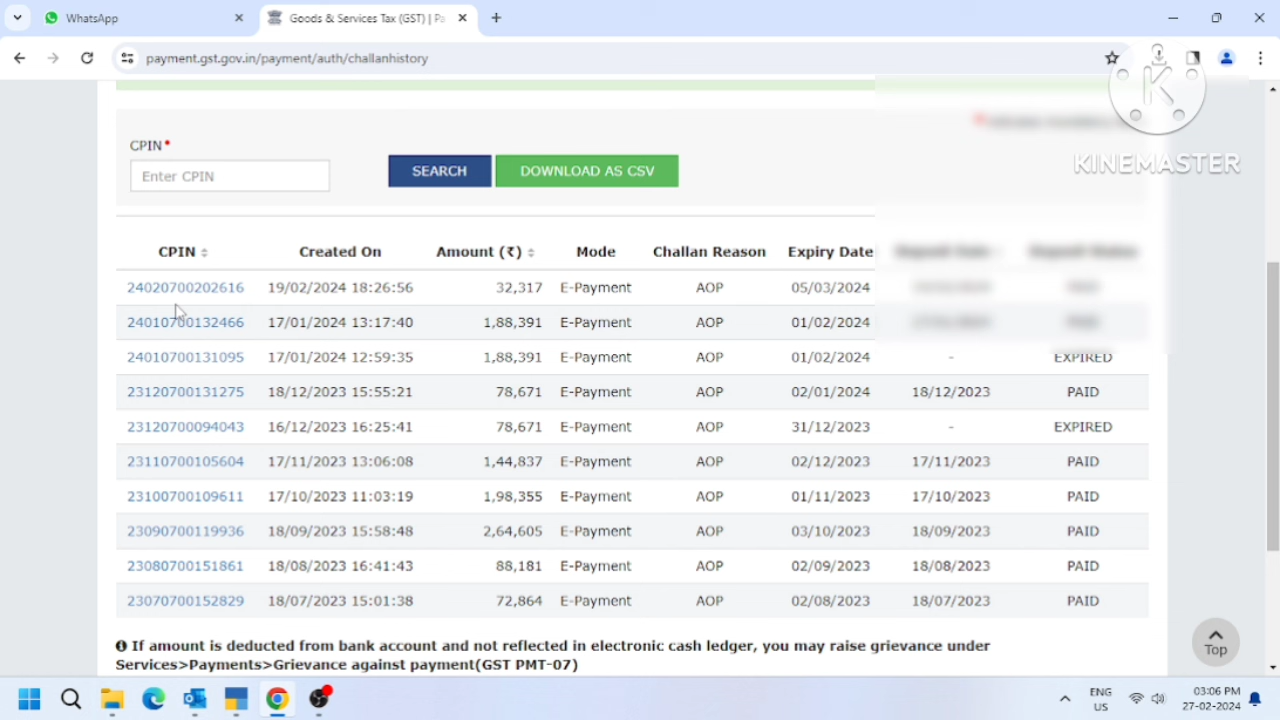 WhatsApp
Goods & Services Tax (GST) | Pa
payment.gst.gov.in/payment/auth/challanhistory
K
KINEMASTER
CPIN*
Enter CPIN
SEARCH
DOWNLOAD AS CSV
CPIN Created On Amount (₹) Mode Challan Reason Expiry Date Deposit Date Deposit Status
24020700202616 19/02/2024 18:26:56 32,317 E-Payment AOP 05/03/2024
24010700132466 17/01/2024 13:17:40 1,88,391 E-Payment AOP 01/02/2024
24010700131095 17/01/2024 12:59:35 1,88,391 E-Payment AOP 01/02/2024 - EXPIRED
23120700131275 18/12/2023 15:55:21 78,671 E-Payment AOP 02/01/2024 18/12/2023 PAID
23120700094043 16/12/2023 16:25:41 78,671 E-Payment AOP 31/12/2023 - EXPIRED
23110700105604 17/11/2023 13:06:08 1,44,837 E-Payment AOP 02/12/2023 17/11/2023 PAID
23100700109611 17/10/2023 11:03:19 1,98,355 E-Payment AOP 01/11/2023 17/10/2023 PAID
23090700119936 18/09/2023 15:58:48 2,64,605 E-Payment AOP 03/10/2023 18/09/2023 PAID
23080700151861 18/08/2023 16:41:43 88,181 E-Payment AOP 02/09/2023 18/08/2023 PAID
23070700152829 18/07/2023 15:01:38 72,864 E-Payment AOP 02/08/2023 18/07/2023 PAID
If amount is deducted from bank account and not reflected in electronic cash ledger, you may raise grievance under
Services>Payments>Grievance against payment(GST PMT-07)
Top
ENG
US
03:06 PM
27-02-2024